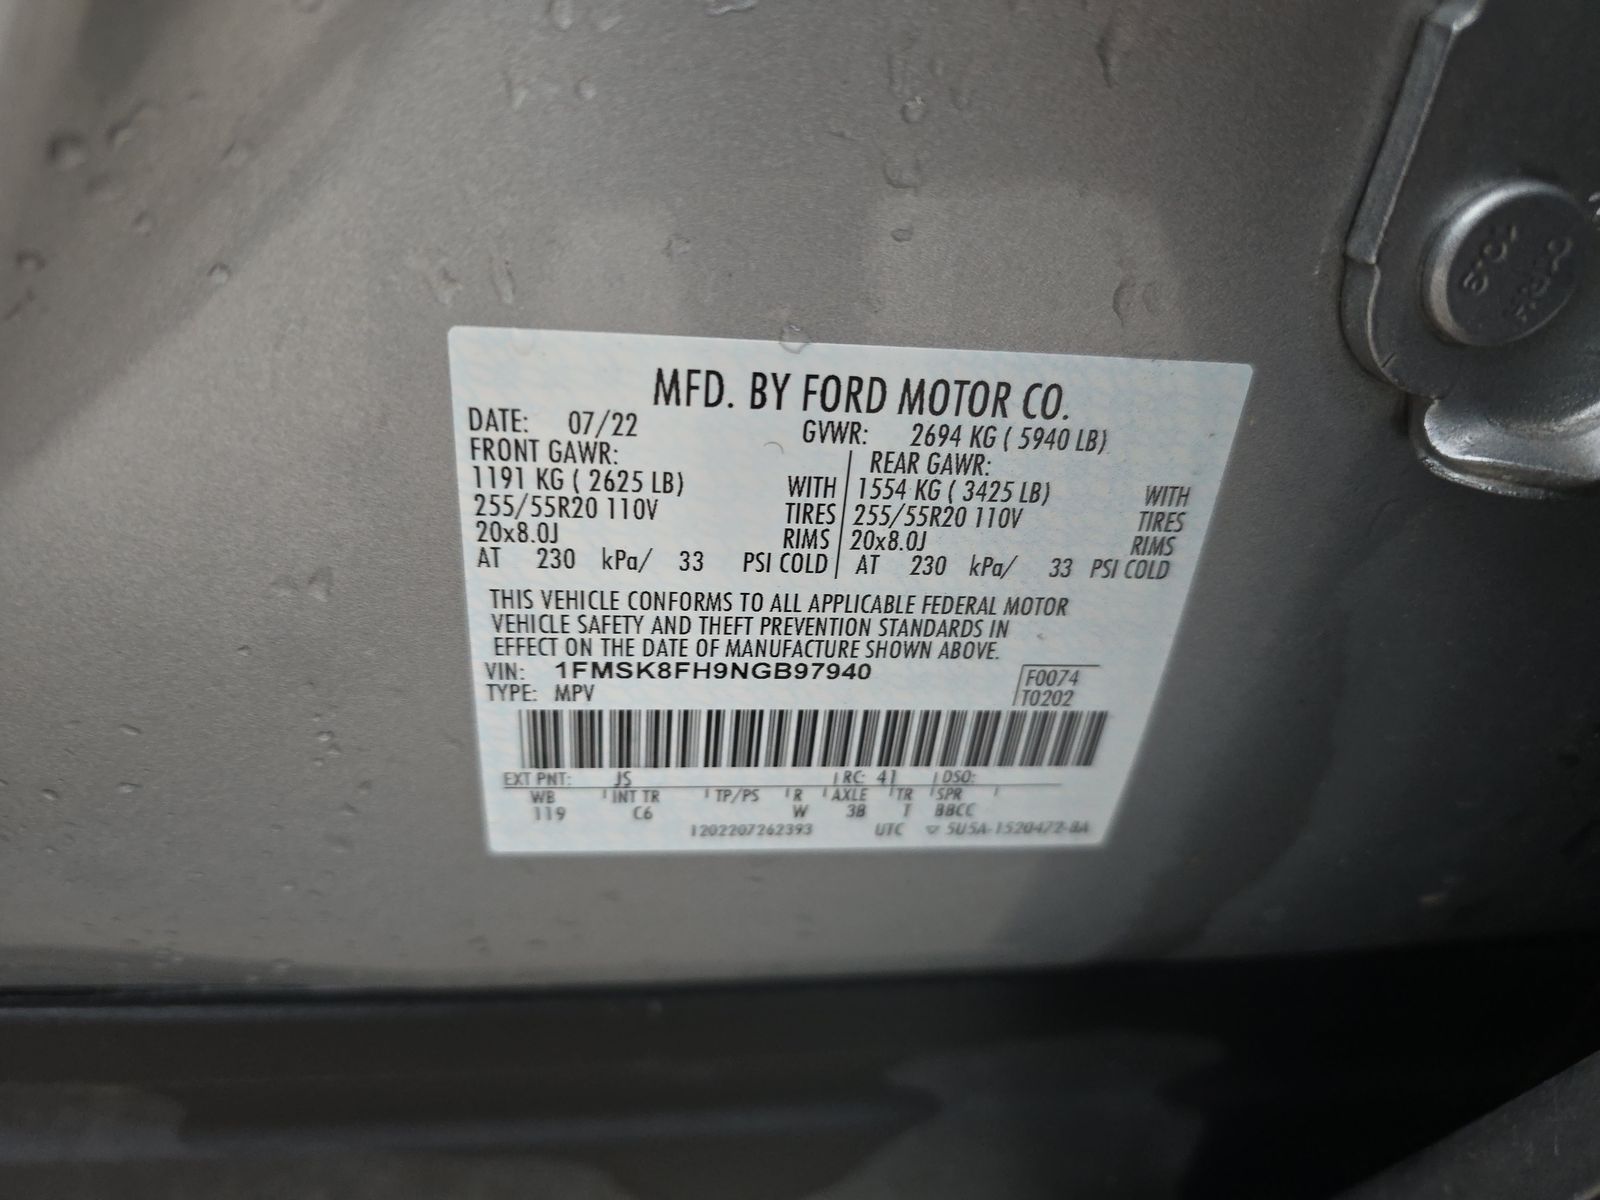 MFD. BY FORD MOTOR CO.
DATE: 07/22 GVWR: 2694 KG ( 5940 LB)
FRONT GAWR: REAR GAWR:
1191 KG ( 2625 LB) WITH 1554 KG ( 3425 LB) WITH
255/55R20 110V TIRES 255/55R20 110V TIRES
20x8.0J RIMS 20x8.0J RIMS
AT 230 kPa/ 33 PSI COLD AT 230 kPa/ 33 PSI COLD
THIS VEHICLE CONFORMS TO ALL APPLICABLE FEDERAL MOTOR
VEHICLE SAFETY AND THEFT PREVENTION STANDARDS IN
EFFECT ON THE DATE OF MANUFACTURE SHOWN ABOVE.
VIN: 1FMSK8FH9NGB97940 F0074
TYPE: MPV T0202
EXT PNT: JS RC: 41 DSO:
WB INT TR TP/PS R AXLE TR SPR
119 C6 W 3B T BBCC
1202207262393 UTC 5U5A-1520472-BA